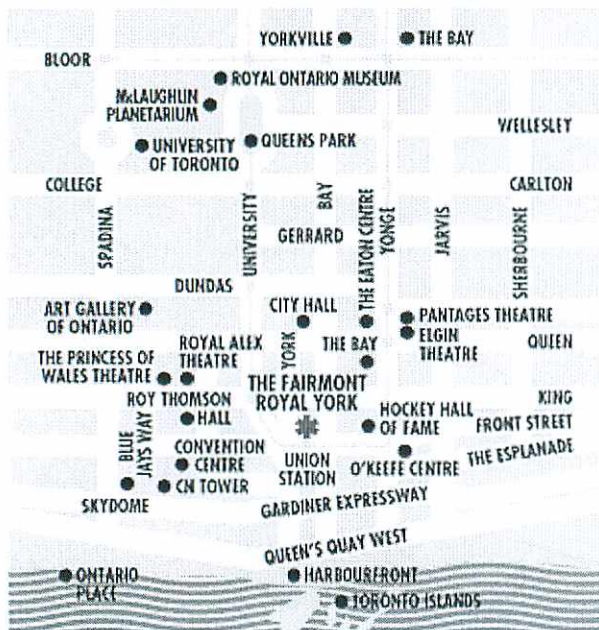 YORKVILLE
THE BAY
BLOOR
ROYAL ONTARIO MUSEUM
McLAUGHLIN
PLANETARIUM
WELLESLEY
UNIVERSITY
OF TORONTO
QUEENS PARK
COLLEGE
CARLTON
SPADINA
UNIVERSITY
BAY
GERRARD
THE EATON CENTRE
YONGE
JARVIS
SHERBOURNE
DUNDAS
ART GALLERY
OF ONTARIO
CITY HALL
PANTAGES THEATRE
ELGIN
THEATRE
QUEEN
ROYAL ALEX
THEATRE
YORK
THE BAY
THE PRINCESS OF
WALES THEATRE
THE FAIRMONT
ROYAL YORK
ROY THOMSON
HALL
HOCKEY HALL
OF FAME
KING
FRONT STREET
THE ESPLANADE
BLUE
JAYS WAY
CONVENTION
CENTRE
UNION
STATION
O'KEEFE CENTRE
CN TOWER
SKYDOME
GARDINER EXPRESSWAY
QUEEN'S QUAY WEST
ONTARIO
PLACE
HARBOURFRONT
TORONTO ISLANDS